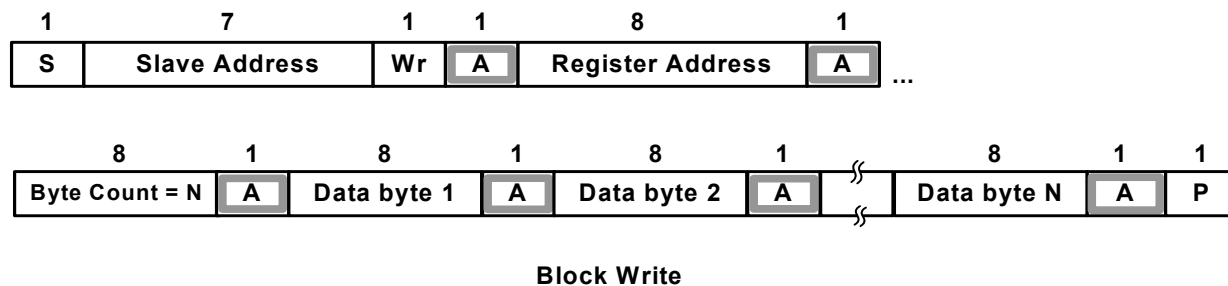 1 7 1 1 8 1
S Slave Address Wr A Register Address A ...
8 1 8 1 8 1 8 1 1
Byte Count = N A Data byte 1 A Data byte 2 A Data byte N A P
Block Write